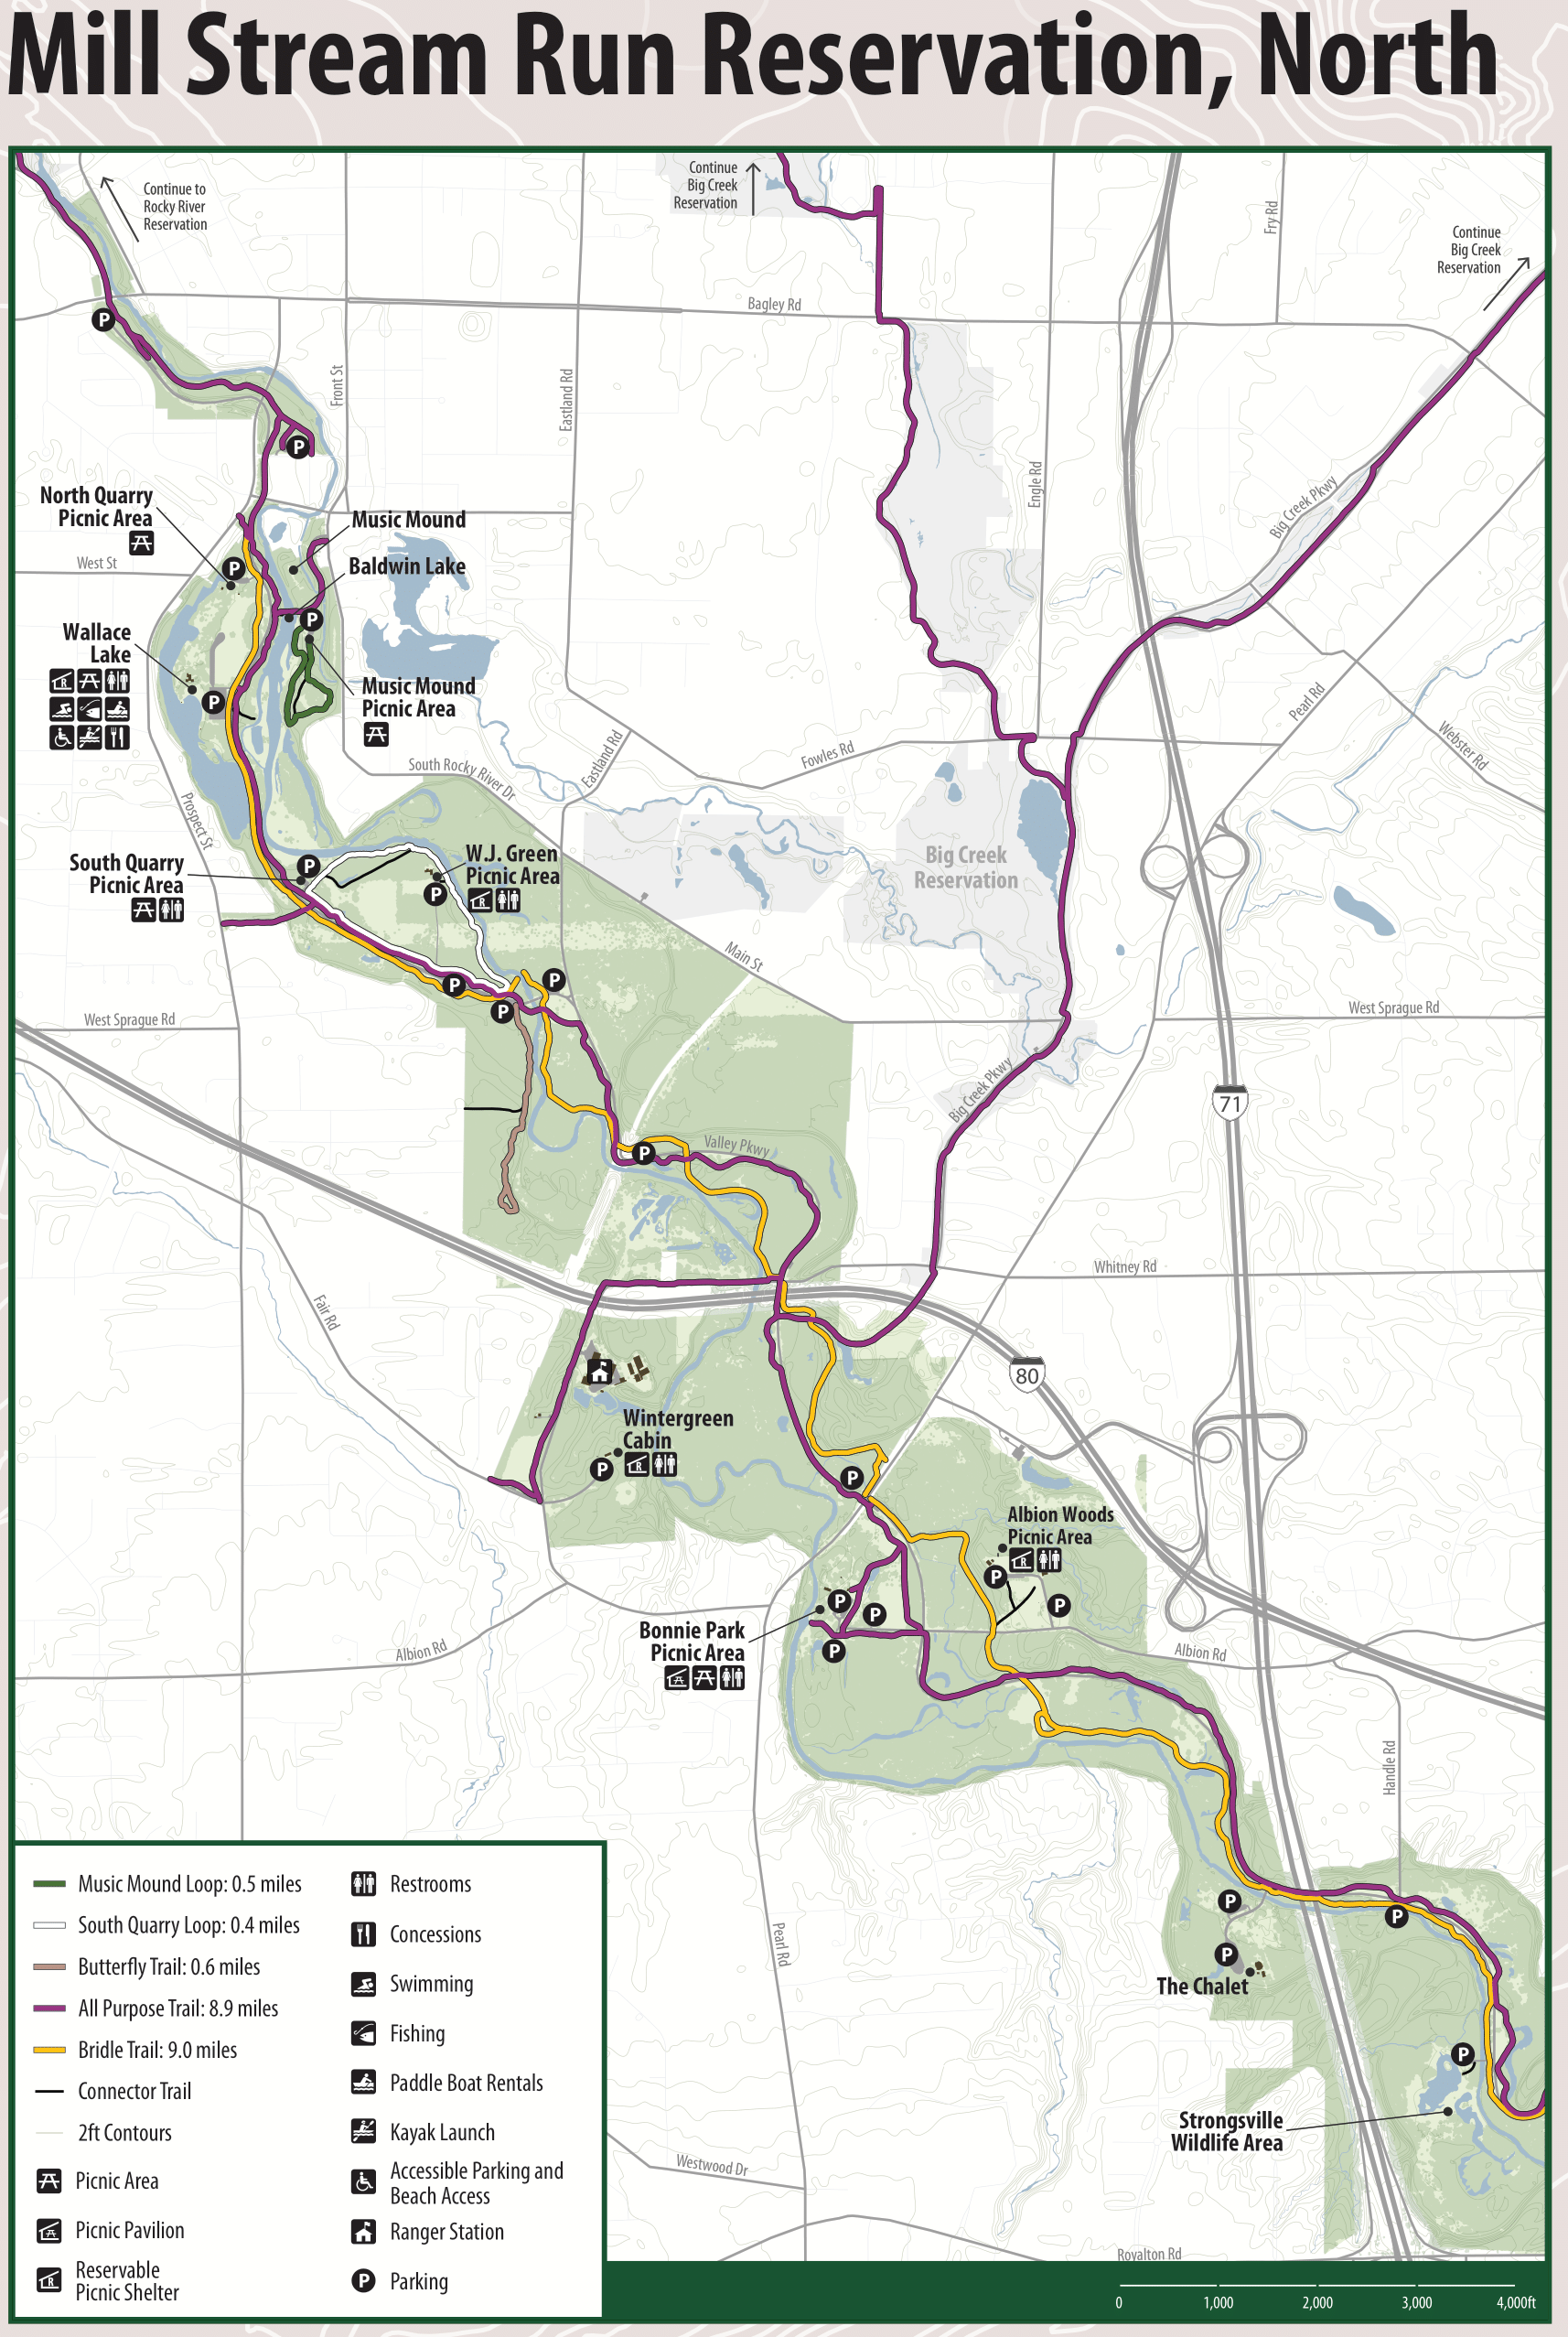 Mill Stream Run Reservation, North
Continue to
Rocky River
Reservation
Continue
Big Creek
Reservation
Fry Rd
Continue
Big Creek
Reservation
Bagley Rd
P
Front St
Eastland Rd
P
Engle Rd
Big Creek Pkwy
North Quarry
Picnic Area
Music Mound
West St
P
Baldwin Lake
P
Wallace
Lake
R
P
Music Mound
Picnic Area
Pearl Rd
Webster Rd
South Rocky River Dr
Eastland Rd
Fowles Rd
Prospect St
South Quarry
Picnic Area
P
W.J. Green
Picnic Area
P
R
Big Creek
Reservation
Main St
P
P
P
West Sprague Rd
West Sprague Rd
71
Big Creek Pkwy
P
Valley Pkwy
Whitney Rd
Fair Rd
80
Wintergreen
Cabin
P
R
P
Albion Woods
Picnic Area
P
R
P
P
P
Bonnie Park
Picnic Area
P
Albion Rd
Albion Rd
Handle Rd
P
P
P
The Chalet
Pearl Rd
P
Strongsville
Wildlife Area
Westwood Dr
Royalton Rd
Music Mound Loop: 0.5 miles
South Quarry Loop: 0.4 miles
Butterfly Trail: 0.6 miles
All Purpose Trail: 8.9 miles
Bridle Trail: 9.0 miles
Connector Trail
2ft Contours
Picnic Area
Picnic Pavilion
R
Reservable
Picnic Shelter
Restrooms
Concessions
Swimming
Fishing
Paddle Boat Rentals
Kayak Launch
Accessible Parking and
Beach Access
Ranger Station
P Parking
0 1,000 2,000 3,000 4,000ft